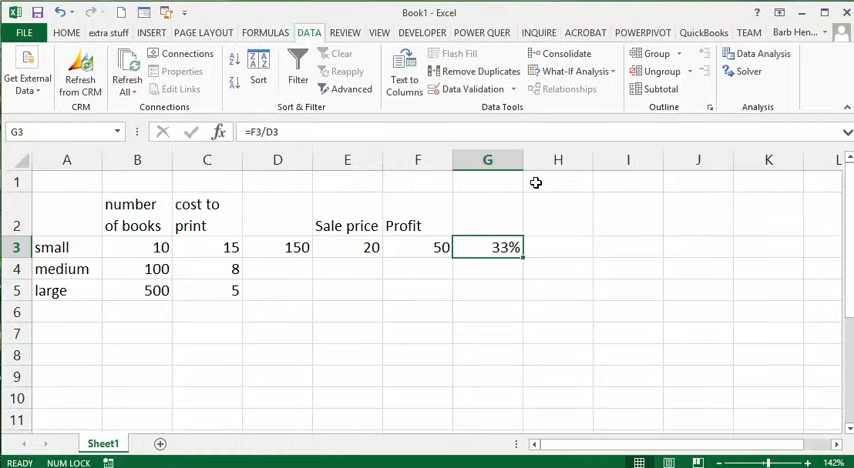 Book1 - Excel
FILE HOME extra stuff INSERT PAGE LAYOUT FORMULAS DATA REVIEW VIEW DEVELOPER POWER QUER INQUIRE ACROBAT POWERPIVOT QuickBooks TEAM Barb Hen...
Get External Data
Refresh from CRM
CRM
Refresh All
Connections
Properties
Edit Links
Connections
Sort
Filter
Clear
Reapply
Advanced
Sort & Filter
Text to Columns
Flash Fill
Remove Duplicates
Data Validation
Consolidate
What-If Analysis
Relationships
Data Tools
Group
Ungroup
Subtotal
Outline
Data Analysis
Solver
Analysis
G3 fx =F3/D3
A B C D E F G H I J K L
1
2 number of books cost to print Sale price Profit
3 small 10 15 150 20 50 33%
4 medium 100 8
5 large 500 5
6
7
8
9
10
11
Sheet1
READY NUM LOCK 142%